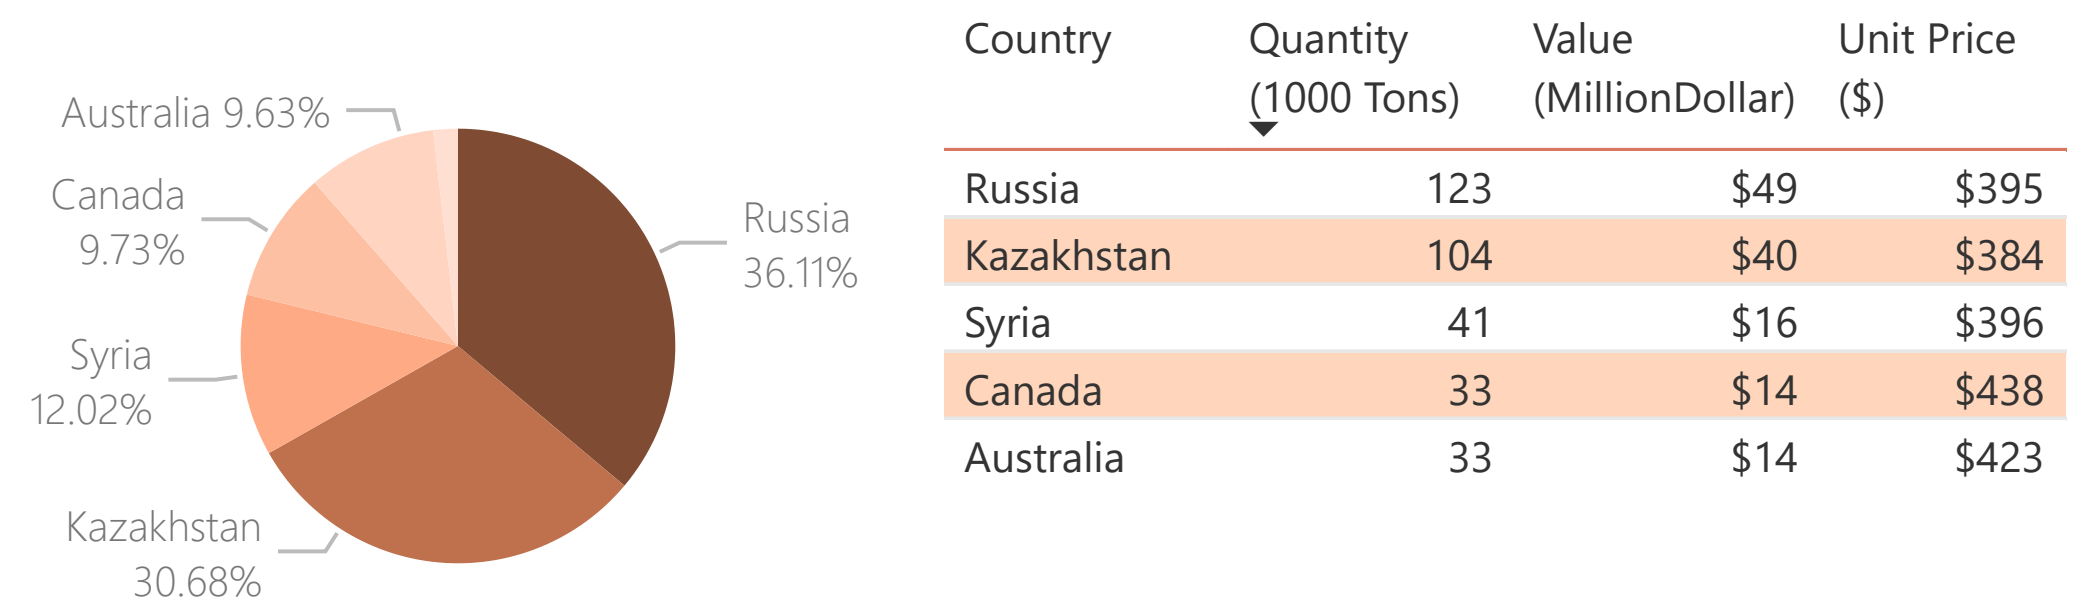 Australia 9.63%
Canada
9.73%
Syria
12.02%
Kazakhstan
30.68%
Russia
36.11%
Country Quantity Value Unit Price
(1000 Tons) (MillionDollar) ($)
Russia 123 $49 $395
Kazakhstan 104 $40 $384
Syria 41 $16 $396
Canada 33 $14 $438
Australia 33 $14 $423